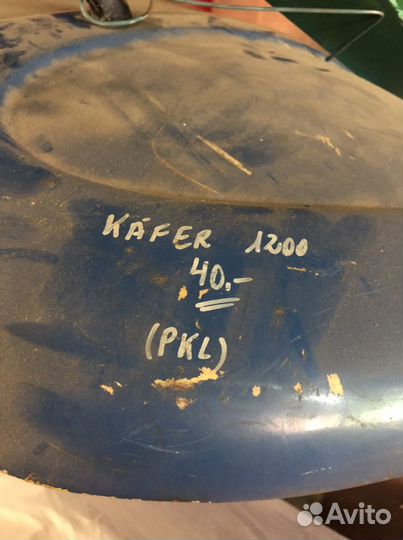 KÄFER 1200
40,-
(PKL)
Avito